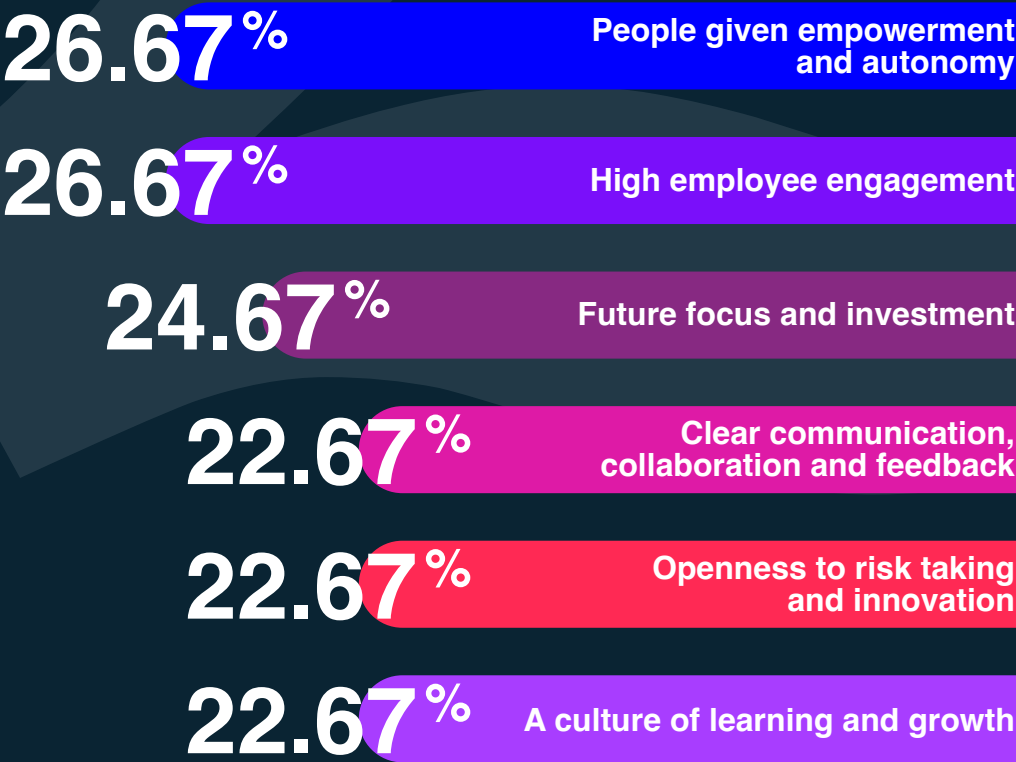 26.67%
People given empowerment
and autonomy
26.67%
High employee engagement
24.67%
Future focus and investment
22.67%
Clear communication,
collaboration and feedback
22.67%
Openness to risk taking
and innovation
22.67%
A culture of learning and growth